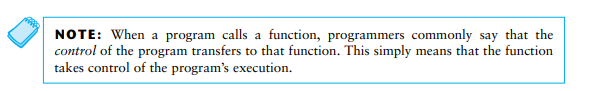 NOTE: When a program calls a function, programmers commonly say that the
control of the program transfers to that function. This simply means that the function
takes control of the program's execution.